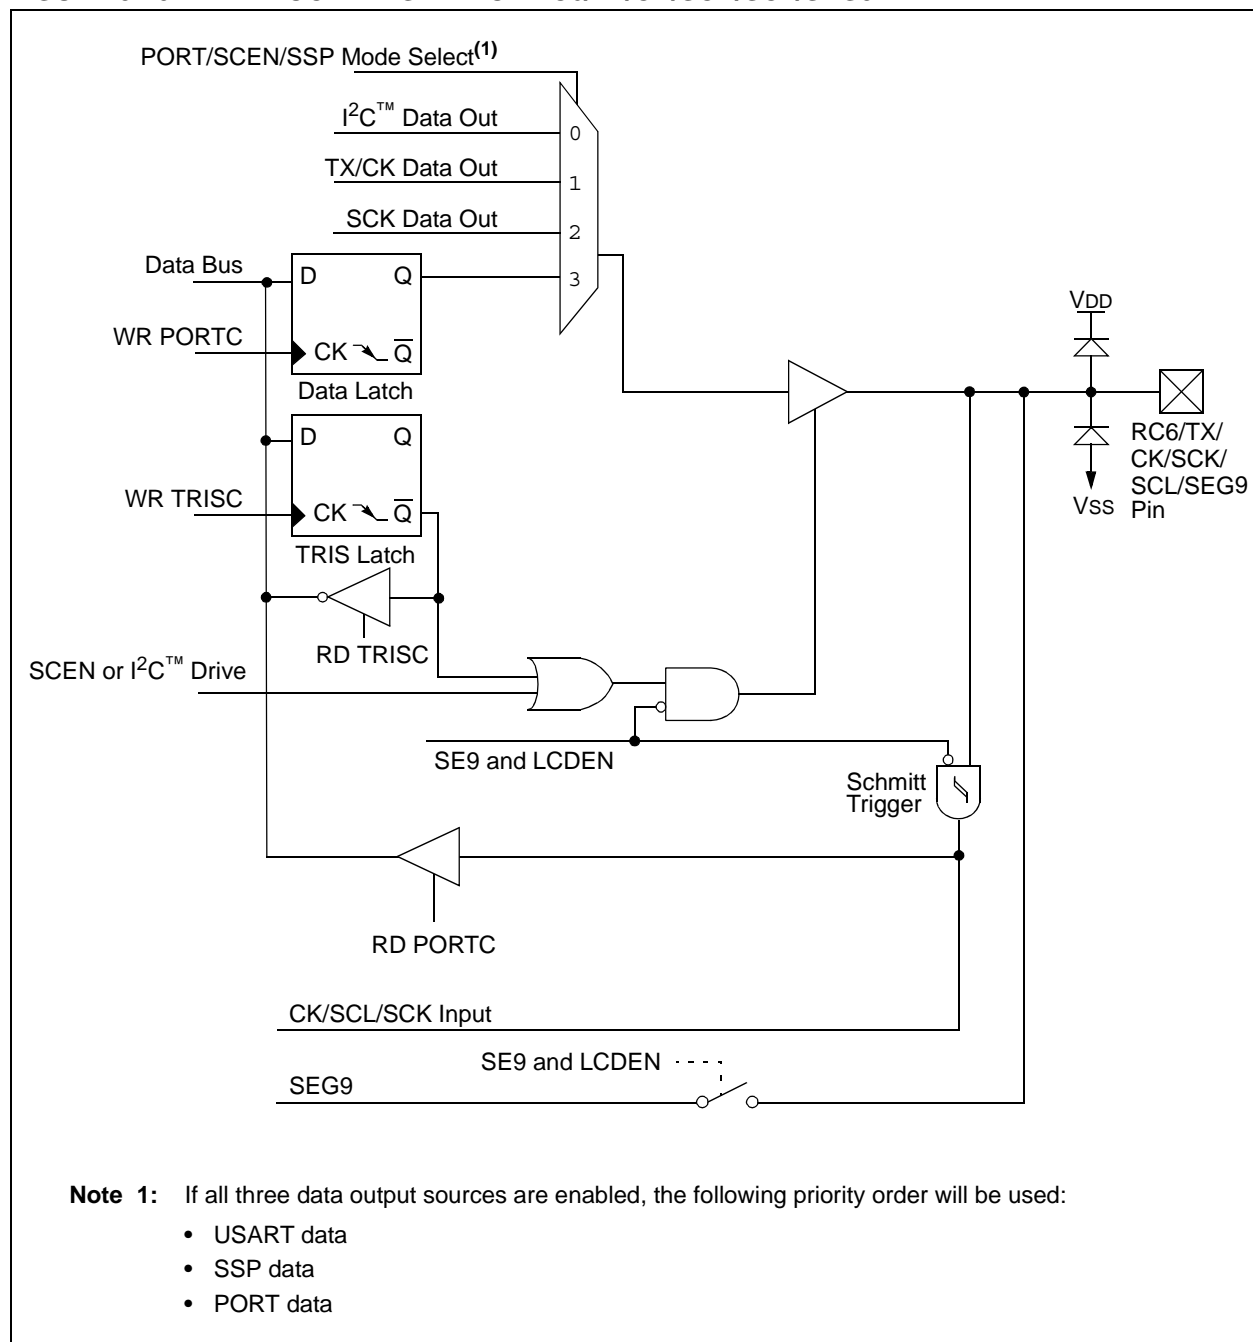 PORT/SCEN/SSP Mode Select(1)
I2C™ Data Out
0
TX/CK Data Out
1
SCK Data Out
2
Data Bus
D Q
3
VDD
WR PORTC
CK Q
Data Latch
D Q
RC6/TX/
CK/SCK/
SCL/SEG9
Pin
WR TRISC
CK Q
VSS
TRIS Latch
RD TRISC
SCEN or I2C™ Drive
SE9 and LCDEN
Schmitt
Trigger
RD PORTC
CK/SCL/SCK Input
SE9 and LCDEN
SEG9
Note 1: If all three data output sources are enabled, the following priority order will be used:
• USART data
• SSP data
• PORT data